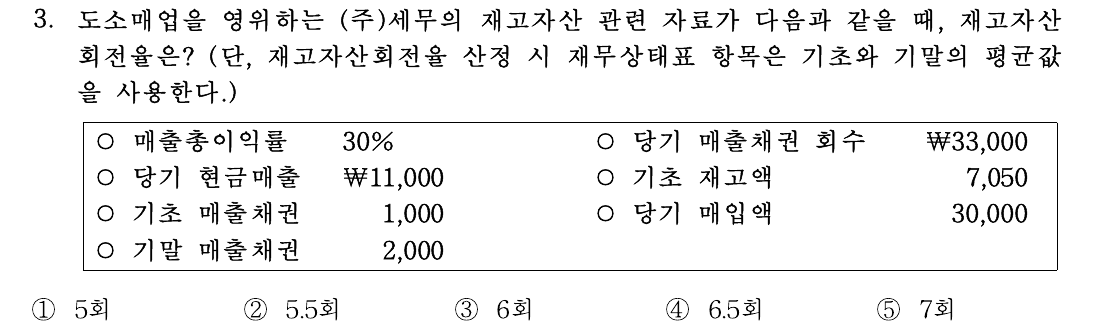 3. 도소매업을 영위하는 (주)세무의 재고자산 관련 자료가 다음과 같을 때, 재고자산
회전율은? (단, 재고자산회전율 산정 시 재무상태표 항목은 기초와 기말의 평균값
을 사용한다.)
○ 매출총이익률 30% ○ 당기 매출채권 회수 ₩33,000
○ 당기 현금매출 ₩11,000 ○ 기초 재고액 7,050
○ 기초 매출채권 1,000 ○ 당기 매입액 30,000
○ 기말 매출채권 2,000
① 5회 ② 5.5회 ③ 6회 ④ 6.5회 ⑤ 7회